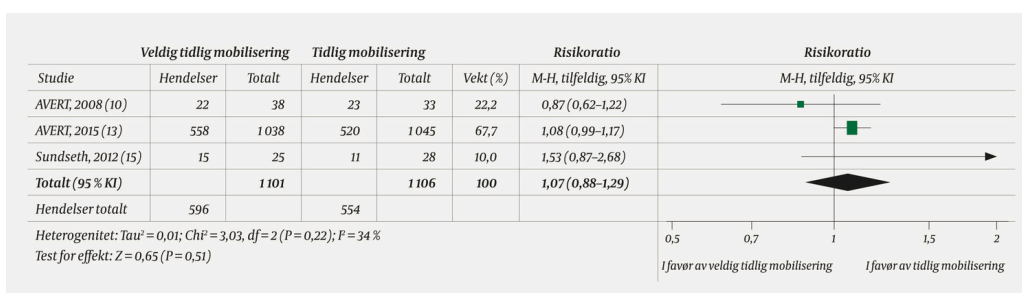 Veldig tidlig mobilisering Tidlig mobilisering Risikoratio Risikoratio
Studie Hendelser Totalt Hendelser Totalt Vekt (%) M-H, tilfeldig, 95% KI M-H, tilfeldig, 95% KI
AVERT, 2008 (10) 22 38 23 33 22,2 0,87 (0,62–1,22)
AVERT, 2015 (13) 558 1 038 520 1 045 67,7 1,08 (0,99–1,17)
Sundseth, 2012 (15) 15 25 11 28 10,0 1,53 (0,87–2,68)
Totalt (95 % KI) 1 101 1 106 100 1,07 (0,88–1,29)
Hendelser totalt 596 554
Heterogenitet: Tau² = 0,01; Chi² = 3,03, df = 2 (P = 0,22); I² = 34 %
Test for effekt: Z = 0,65 (P = 0,51)
0,5 0,7 1 1,5 2
I favør av veldig tidlig mobilisering I favør av tidlig mobilisering